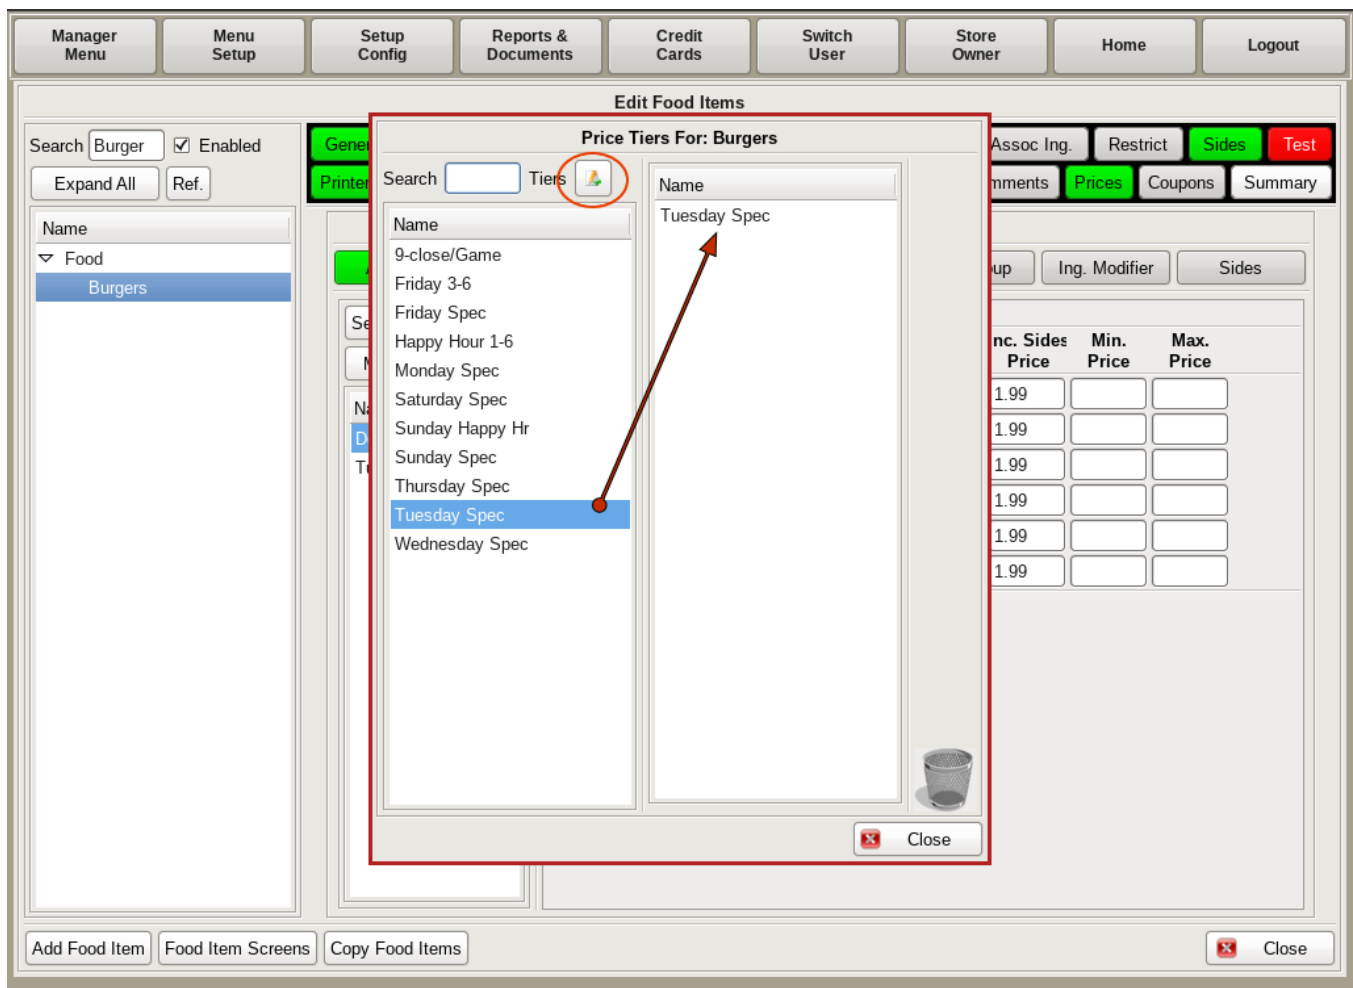 Manager Menu
Menu Setup
Setup Config
Reports & Documents
Credit Cards
Switch User
Store Owner
Home
Logout
Edit Food Items
Search Burger Enabled
Expand All Ref.
Name
Food
Burgers
Assoc Ing. Restrict Sides Test
Prices Coupons Summary
Price Tiers For: Burgers
Search Tiers
Name
9-close/Game
Friday 3-6
Friday Spec
Happy Hour 1-6
Monday Spec
Saturday Spec
Sunday Happy Hr
Sunday Spec
Thursday Spec
Tuesday Spec
Wednesday Spec
Name
Tuesday Spec
Close
Ing. Modifier Sides
Sides Price
Min. Price
Max. Price
1.99
1.99
1.99
1.99
1.99
1.99
Add Food Item Food Item Screens Copy Food Items Close